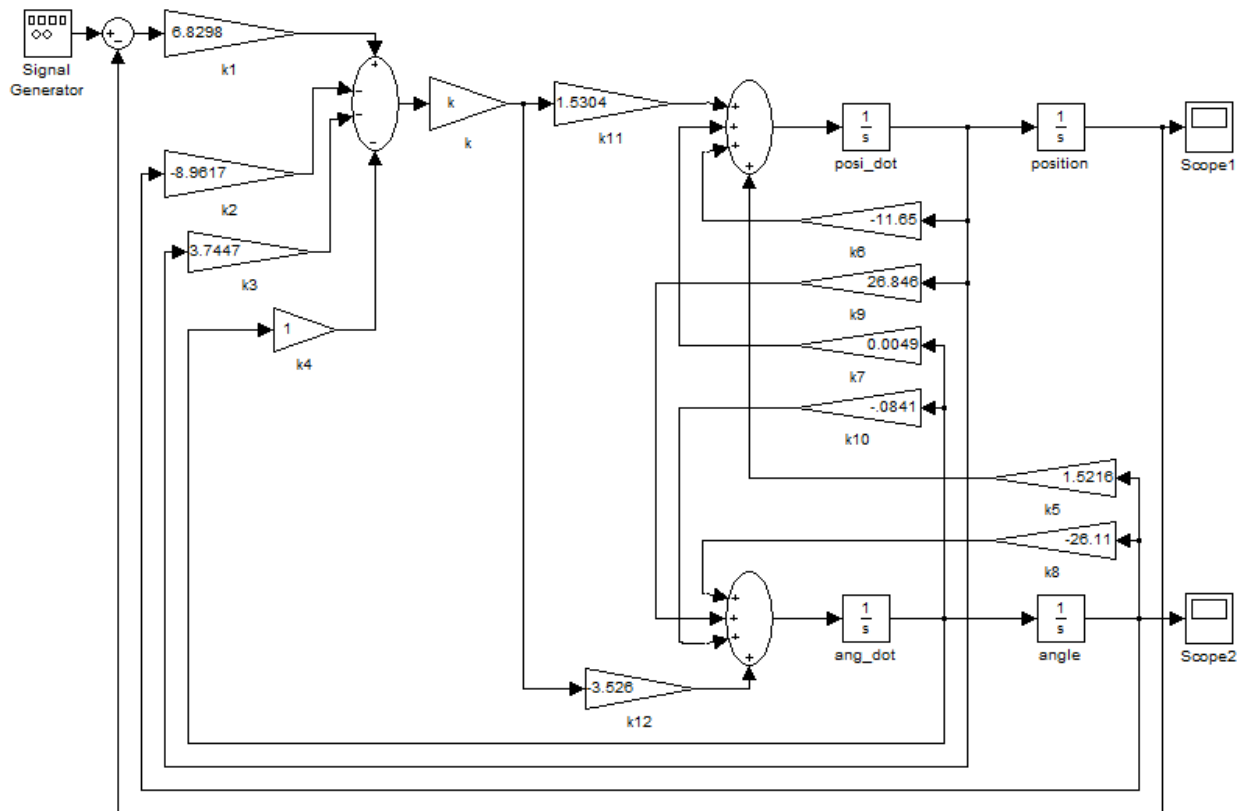 Signal
Generator
+
−
6.8298
k1
+
−
−
−
-8.9617
k2
3.7447
k3
1
k4
k
k
1.5304
k11
+
+
+
+
1
s
posi_dot
1
s
position
Scope1
-11.65
k6
26.846
k9
0.0049
k7
-.0841
k10
1.5216
k5
-26.11
k8
+
+
+
+
1
s
ang_dot
1
s
angle
Scope2
-3.526
k12